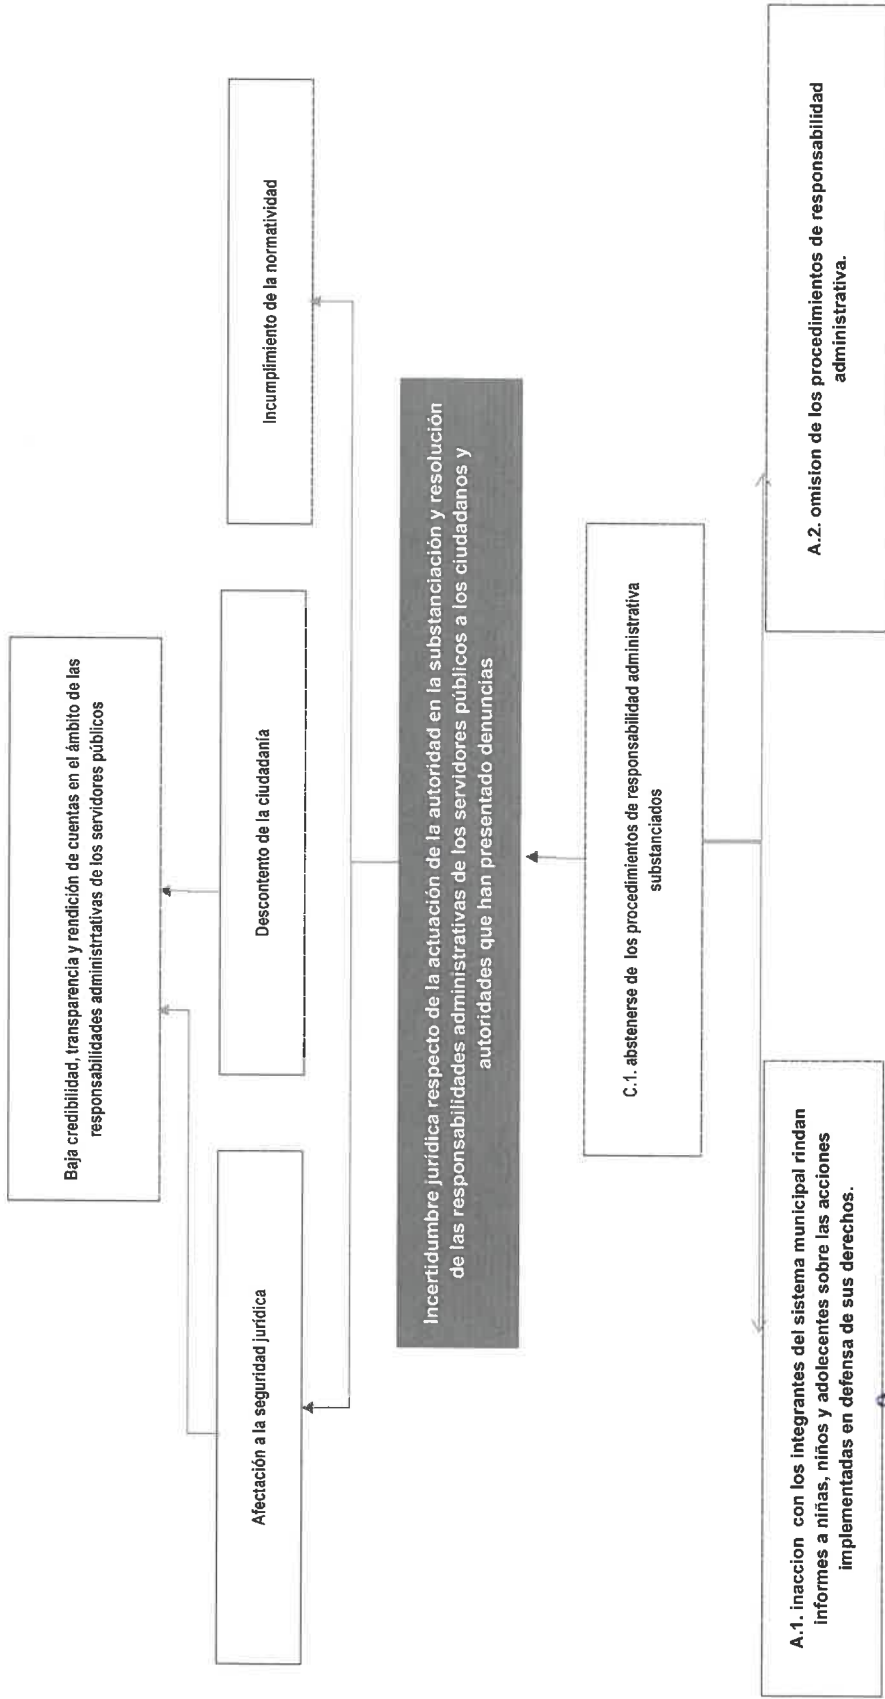 Baja credibilidad, transparencia y rendición de cuentas en el ámbito de las
responsabilidades administrtativas de los servidores públicos
Afectación a la seguridad jurídica
Descontento de la ciudadanía
Incumplimiento de la normatividad
Incertidumbre jurídica respecto de la actuación de la autoridad en la substanciación y resolución
de las responsabilidades administrativas de los servidores públicos a los ciudadanos y
autoridades que han presentado denuncias
C.1. abstenerse de los procedimientos de responsabilidad administrativa
substanciados
A.1. inaccion con los integrantes del sistema municipal rindan
informes a niñas, niños y adolecentes sobre las acciones
implementadas en defensa de sus derechos.
A.2. omision de los procedimientos de responsabilidad
administrativa.